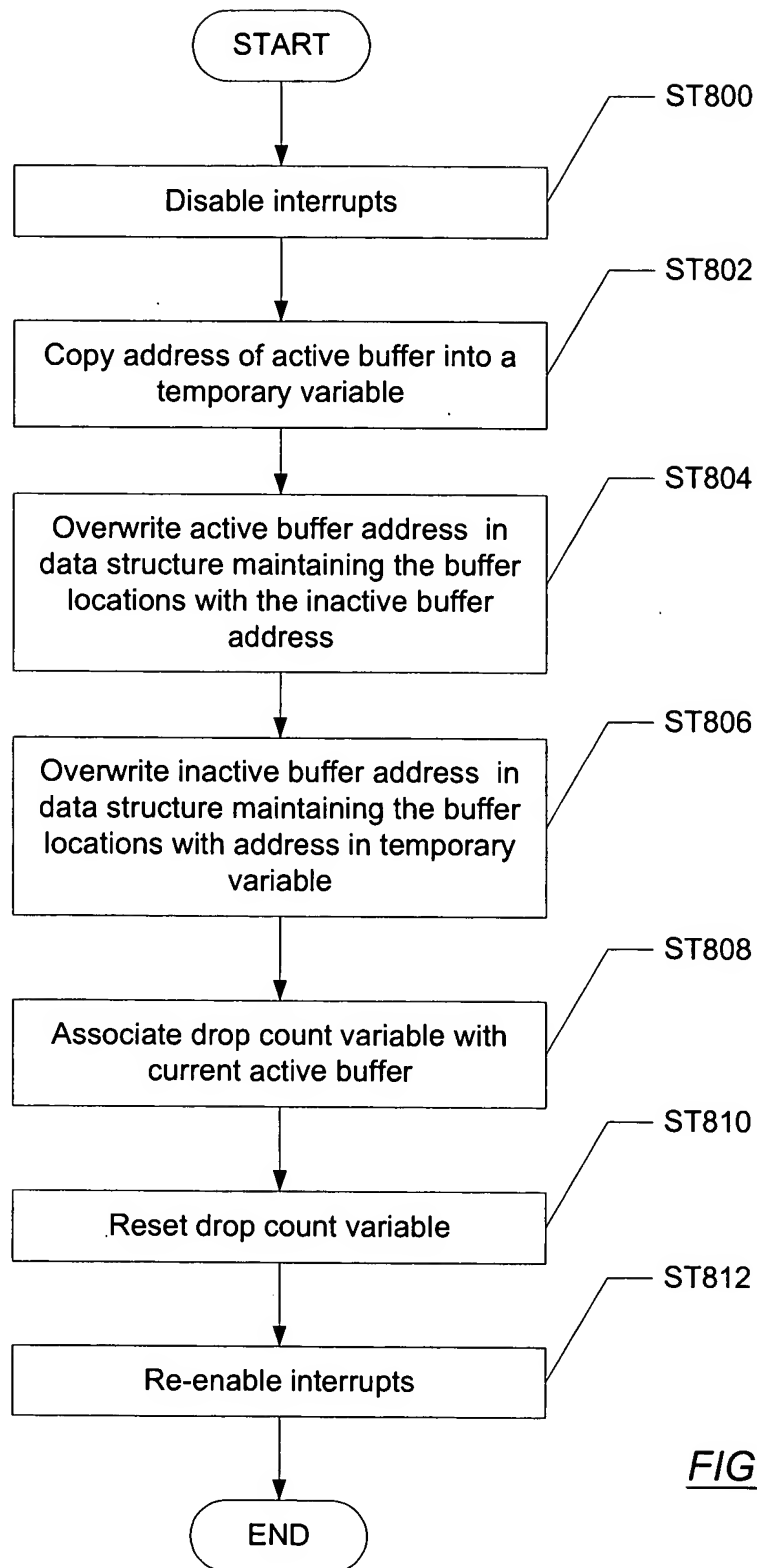 START
ST800
Disable interrupts
ST802
Copy address of active buffer into a
temporary variable
ST804
Overwrite active buffer address in
data structure maintaining the buffer
locations with the inactive buffer
address
ST806
Overwrite inactive buffer address in
data structure maintaining the buffer
locations with address in temporary
variable
ST808
Associate drop count variable with
current active buffer
ST810
Reset drop count variable
ST812
Re-enable interrupts
FIG
END